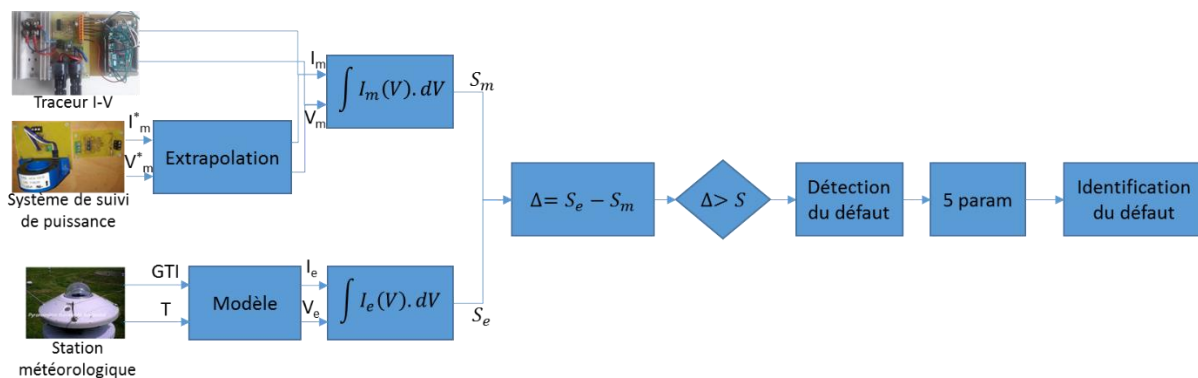 Traceur I-V
I*m
V*m
Système de suivi
de puissance
Extrapolation
Im
Vm
∫ Im(V). dV
Sm
GTI
T
Station
météorologique
Modèle
Ie
Ve
∫ Ie(V). dV
Se
Δ= Se − Sm
Δ> S
Détection
du défaut
5 param
Identification
du défaut